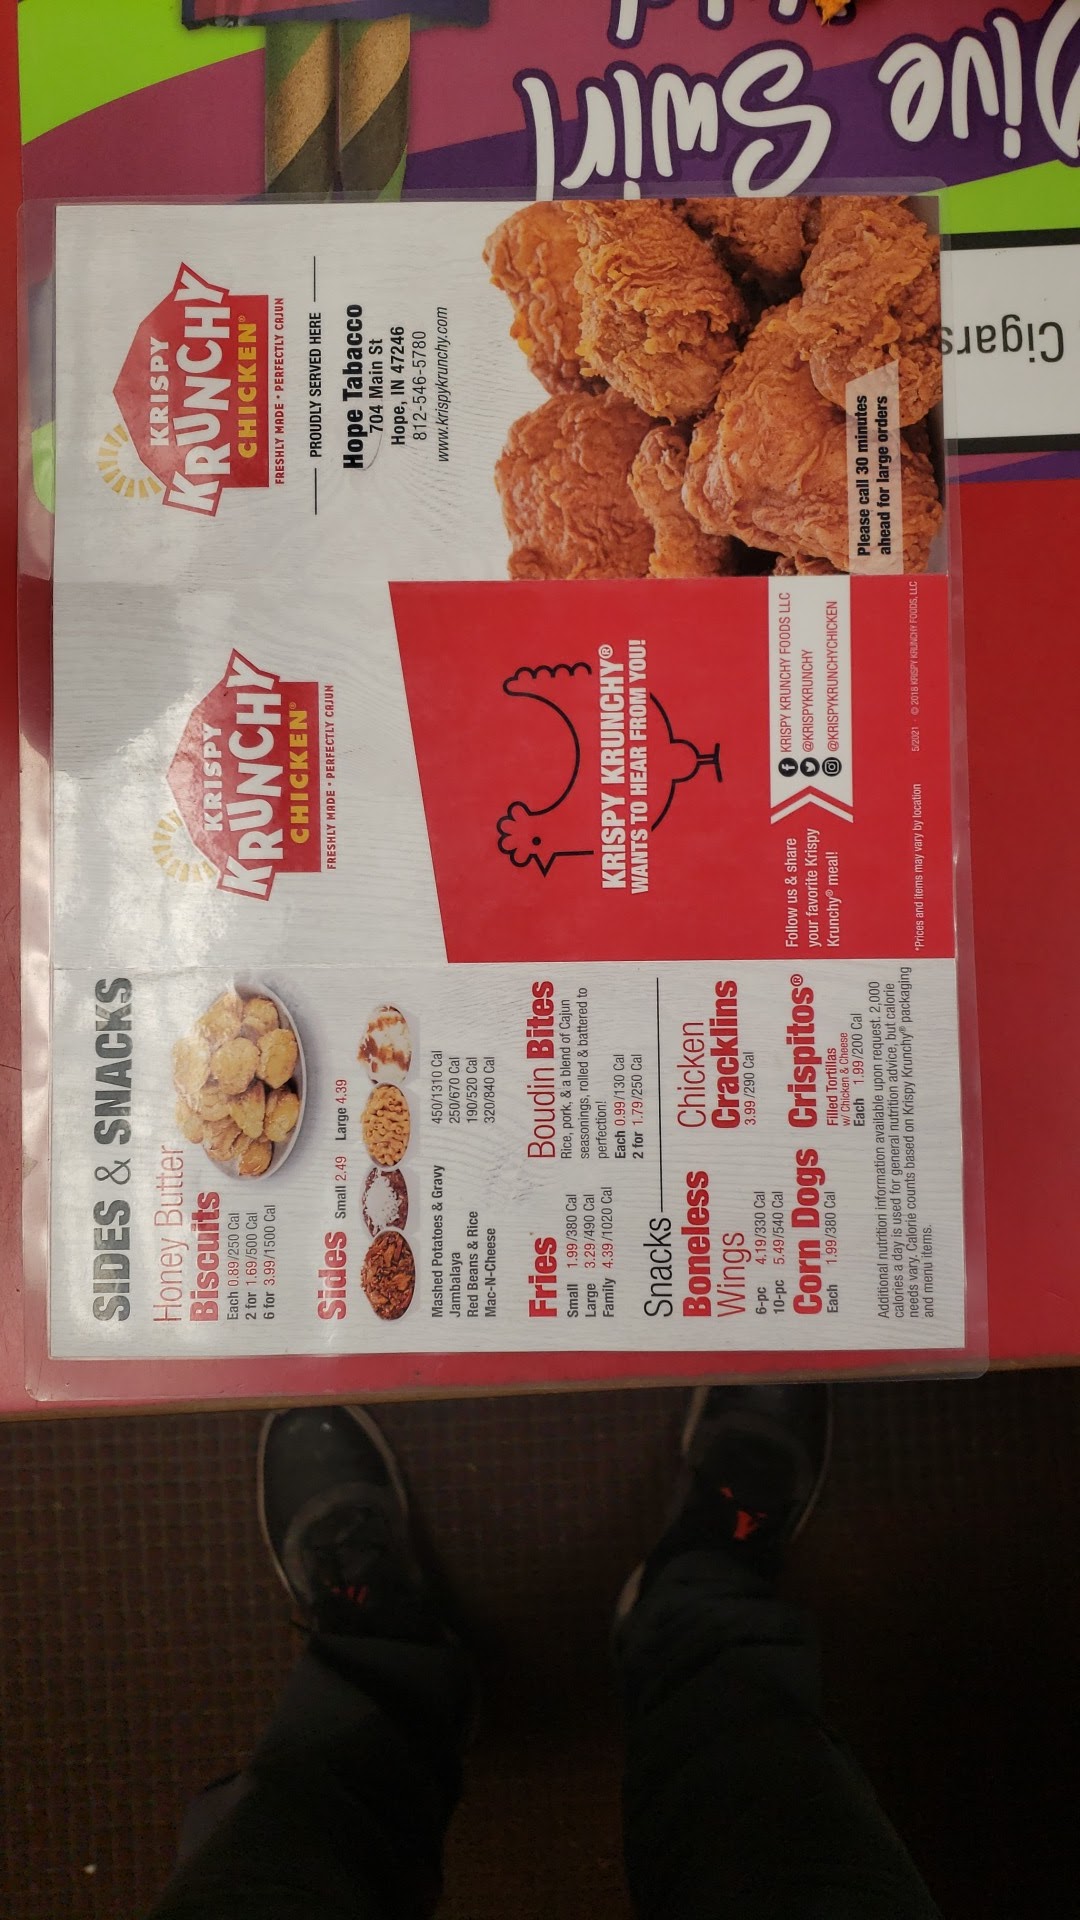 SIDES & SNACKS
Honey Butter
Biscuits
Each 0.89/250 Cal
2 for 1.69/500 Cal
6 for 3.99/1500 Cal
Sides Small 2.49 Large 4.39
Mashed Potatoes & Gravy 450/1310 Cal
Jambalaya 250/670 Cal
Red Beans & Rice 190/520 Cal
Mac-N-Cheese 320/840 Cal
Fries
Small 1.99/380 Cal
Large 3.29/490 Cal
Family 4.39/1020 Cal
Boudin Bites
Rice, pork, & a blend of Cajun
seasonings, rolled & battered to
perfection!
Each 0.99/130 Cal
2 for 1.79/250 Cal
Snacks
Boneless
Wings
6-pc 4.19/330 Cal
10-pc 5.49/540 Cal
Chicken
Cracklins
3.99/290 Cal
Corn Dogs
Each 1.99/380 Cal
Crispitos®
Filled Tortillas
w/ Chicken & Cheese
Each 1.99/200 Cal
Additional nutrition information available upon request. 2,000
calories a day is used for general nutrition advice, but calorie
needs vary. Calorie counts based on Krispy Krunchy® packaging
and menu items.
KRISPY
KRUNCHY
CHICKEN®
FRESHLY MADE • PERFECTLY CAJUN
KRISPY KRUNCHY®
WANTS TO HEAR FROM YOU!
Follow us & share
your favorite Krispy
Krunchy® meal!
KRISPY KRUNCHY FOODS LLC
@KRISPYKRUNCHY
@KRISPYKRUNCHYCHICKEN
*Prices and items may vary by location
5/2021 · © 2018 KRISPY KRUNCHY FOODS, LLC
KRISPY
KRUNCHY
CHICKEN®
FRESHLY MADE • PERFECTLY CAJUN
PROUDLY SERVED HERE
Hope Tabacco
704 Main St
Hope, IN 47246
812-546-5780
www.krispykrunchy.com
Please call 30 minutes
ahead for large orders
Swirl
Cigars